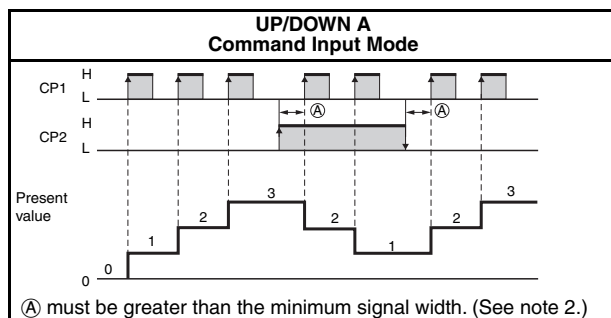 UP/DOWN A
Command Input Mode
CP1
H
L
Ⓐ Ⓐ
CP2
H
L
Present
value
3 3
2 2 2
1 1
0
0
Ⓐ must be greater than the minimum signal width. (See note 2.)